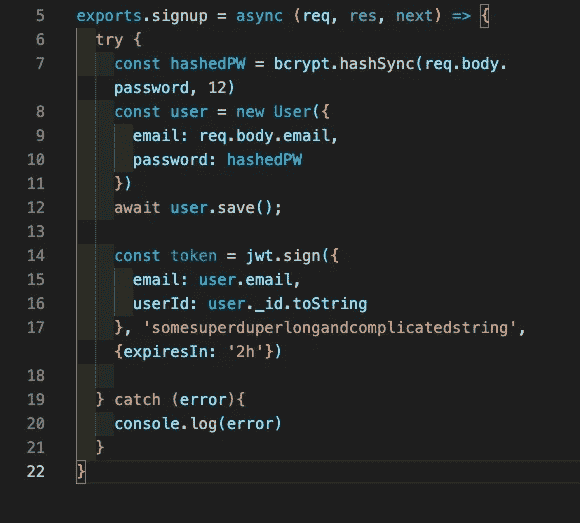 5 exports.signup = async (req, res, next) => {
6 try {
7 const hashedPW = bcrypt.hashSync(req.body.
password, 12)
8 const user = new User({
9 email: req.body.email,
10 password: hashedPW
11 })
12 await user.save();
13
14 const token = jwt.sign({
15 email: user.email,
16 userId: user._id.toString
17 }, 'somesuperduperlongandcomplicatedstring',
{expiresIn: '2h'})
18
19 } catch (error){
20 console.log(error)
21 }
22 }